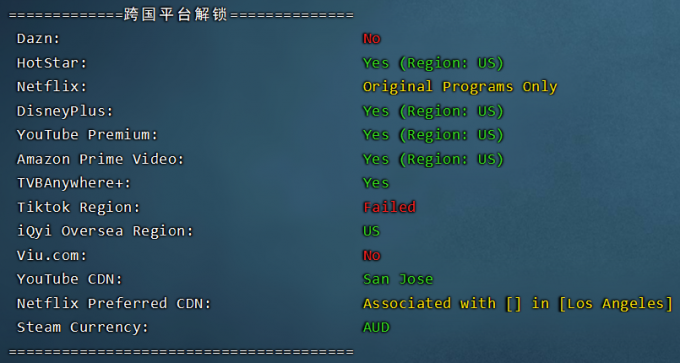 =============跨国平台解锁==============
Dazn: No
HotStar: Yes (Region: US)
Netflix: Original Programs Only
DisneyPlus: Yes (Region: US)
YouTube Premium: Yes (Region: US)
Amazon Prime Video: Yes (Region: US)
TVBAnywhere+: Yes
Tiktok Region: Failed
iQyi Oversea Region: US
Viu.com: No
YouTube CDN: San Jose
Netflix Preferred CDN: Associated with [] in [Los Angeles]
Steam Currency: AUD
=======================================